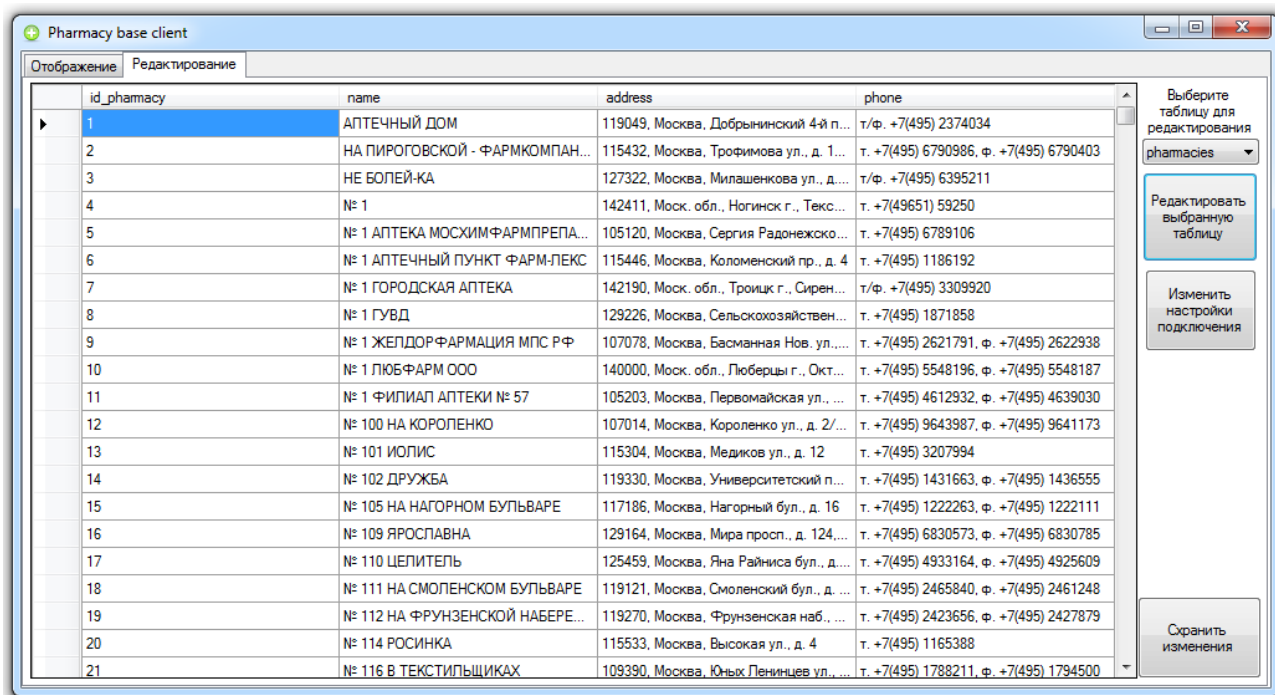 Pharmacy base client
Отображение Редактирование
id_pharmacy name address phone
1 АПТЕЧНЫЙ ДОМ 119049, Москва, Добрынинский 4-й п... т/ф. +7(495) 2374034
2 НА ПИРОГОВСКОЙ - ФАРМКОМПАН... 115432, Москва, Трофимова ул., д. 1... т. +7(495) 6790986, ф. +7(495) 6790403
3 НЕ БОЛЕЙ-КА 127322, Москва, Милашенкова ул., д.... т/ф. +7(495) 6395211
4 № 1 142411, Моск. обл., Ногинск г., Текс... т. +7(49651) 59250
5 № 1 АПТЕКА МОСХИМФАРМПРЕПА... 105120, Москва, Сергия Радонежско... т. +7(495) 6789106
6 № 1 АПТЕЧНЫЙ ПУНКТ ФАРМ-ЛЕКС 115446, Москва, Коломенский пр., д. 4 т. +7(495) 1186192
7 № 1 ГОРОДСКАЯ АПТЕКА 142190, Моск. обл., Троицк г., Сирен... т/ф. +7(495) 3309920
8 № 1 ГУВД 129226, Москва, Сельскохозяйствен... т. +7(495) 1871858
9 № 1 ЖЕЛДОРФАРМАЦИЯ МПС РФ 107078, Москва, Басманная Нов. ул.,... т. +7(495) 2621791, ф. +7(495) 2622938
10 № 1 ЛЮБФАРМ ООО 140000, Моск. обл., Люберцы г., Окт... т. +7(495) 5548196, ф. +7(495) 5548187
11 № 1 ФИЛИАЛ АПТЕКИ № 57 105203, Москва, Первомайская ул., ... т. +7(495) 4612932, ф. +7(495) 4639030
12 № 100 НА КОРОЛЕНКО 107014, Москва, Короленко ул., д. 2/... т. +7(495) 9643987, ф. +7(495) 9641173
13 № 101 ИОЛИС 115304, Москва, Медиков ул., д. 12 т. +7(495) 3207994
14 № 102 ДРУЖБА 119330, Москва, Университетский п... т. +7(495) 1431663, ф. +7(495) 1436555
15 № 105 НА НАГОРНОМ БУЛЬВАРЕ 117186, Москва, Нагорный бул., д. 16 т. +7(495) 1222263, ф. +7(495) 1222111
16 № 109 ЯРОСЛАВНА 129164, Москва, Мира просп., д. 124,... т. +7(495) 6830573, ф. +7(495) 6830785
17 № 110 ЦЕЛИТЕЛЬ 125459, Москва, Яна Райниса бул., д.... т. +7(495) 4933164, ф. +7(495) 4925609
18 № 111 НА СМОЛЕНСКОМ БУЛЬВАРЕ 119121, Москва, Смоленский бул., д. ... т. +7(495) 2465840, ф. +7(495) 2461248
19 № 112 НА ФРУНЗЕНСКОЙ НАБЕРЕ... 119270, Москва, Фрунзенская наб., ... т. +7(495) 2423656, ф. +7(495) 2427879
20 № 114 РОСИНКА 115533, Москва, Высокая ул., д. 4 т. +7(495) 1165388
21 № 116 В ТЕКСТИЛЬЩИКАХ 109390, Москва, Юных Ленинцев ул., ... т. +7(495) 1788211, ф. +7(495) 1794500
Выберите
таблицу для
редактирования
pharmacies
Редактировать
выбранную
таблицу
Изменить
настройки
подключения
Схранить
изменения